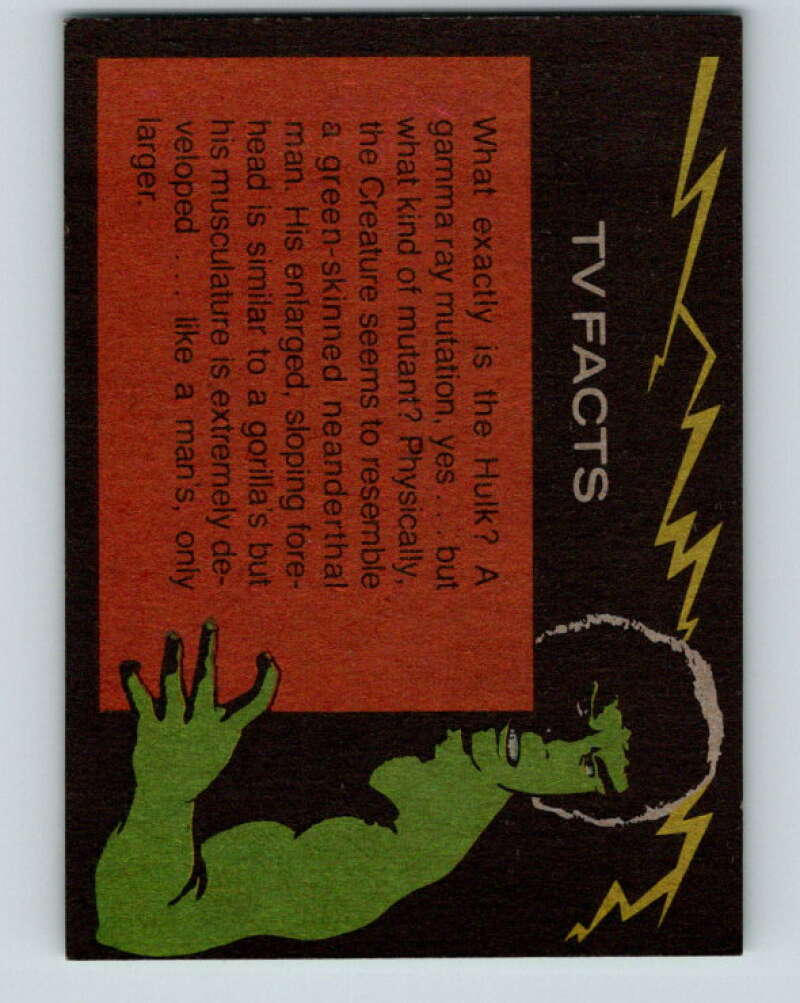 TV FACTS
What exactly is the Hulk? A
gamma ray mutation, yes . . . but
what kind of mutant? Physically,
the Creature seems to resemble
a green-skinned neanderthal
man. His enlarged, sloping fore-
head is similar to a gorilla's but
his musculature is extremely de-
veloped . . . like a man's, only
larger.